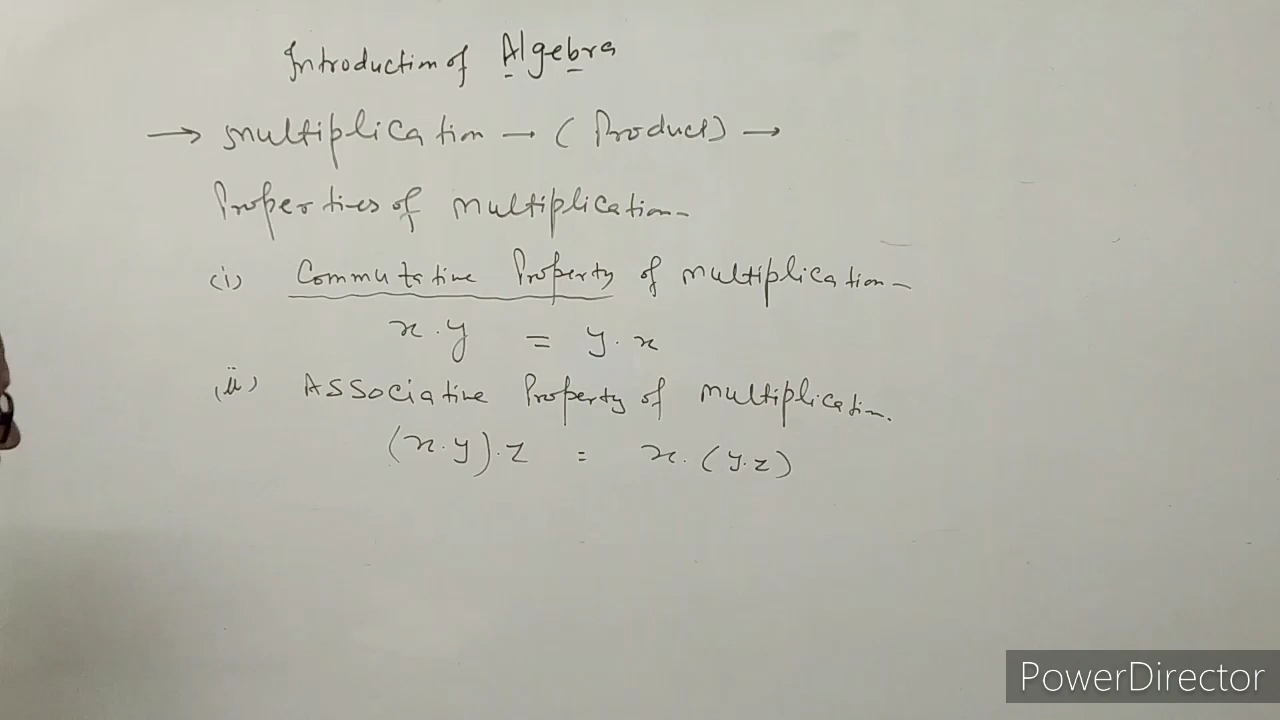 Introduction of Algebra
→ Multiplication → (Product) →
Properties of multiplication -
(i) Commutative Property of multiplication -
x . y = y . x
(ii) Associative Property of multiplication.
(x.y).z = x.(y.z)
PowerDirector